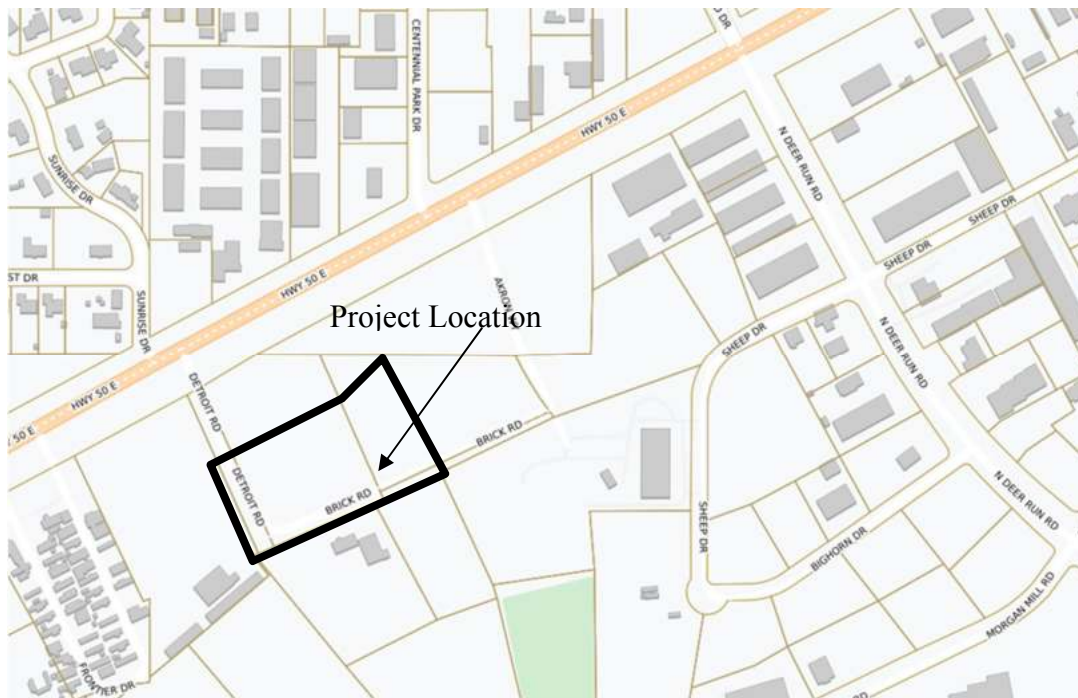 CENTENNIAL PARK DR
HWY 50 E
N DEER RUN RD
SUNRISE DR
SHEEP DR
SHEEP DR
ST DR
HWY 50 E
SUNRISE DR
AKRON
Project Location
SHEEP DR
N DEER RUN RD
DETROIT RD
HWY 50 E
50 E
BRICK RD
DETROIT RD
BRICK RD
N DEER RUN RD
SHEEP DR
BIGHORN DR
MORGAN MILL RD
FRONTIER DR
RD